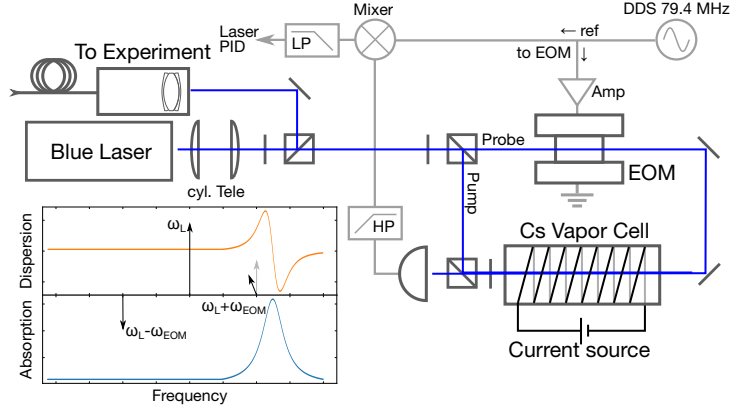 Laser
PID
LP
Mixer
← ref
to EOM ↓
DDS 79.4 MHz
To Experiment
Amp
Blue Laser
cyl. Tele
Probe
EOM
Pump
HP
Cs Vapor Cell
Current source
Dispersion
ω_L
ω_L+ω_EOM
Absorption
ω_L-ω_EOM
Frequency